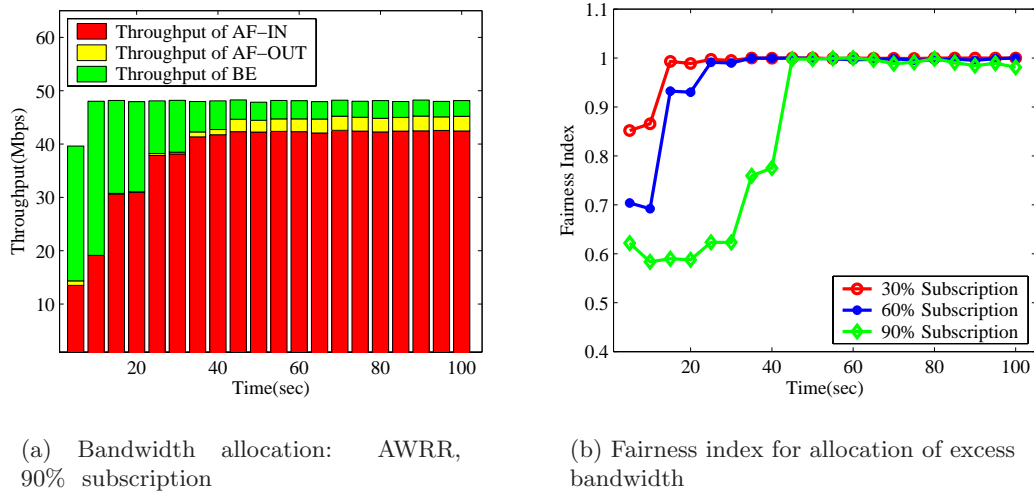 60
50
40
30
20
10
Throughput(Mbps)
Throughput of AF-IN
Throughput of AF-OUT
Throughput of BE
20 40 60 80 100
Time(sec)
1.1
1
0.9
0.8
0.7
0.6
0.5
0.4
Fairness Index
30% Subscription
60% Subscription
90% Subscription
0 20 40 60 80 100
Time(sec)
(a) Bandwidth allocation: AWRR,
90% subscription
(b) Fairness index for allocation of excess
bandwidth